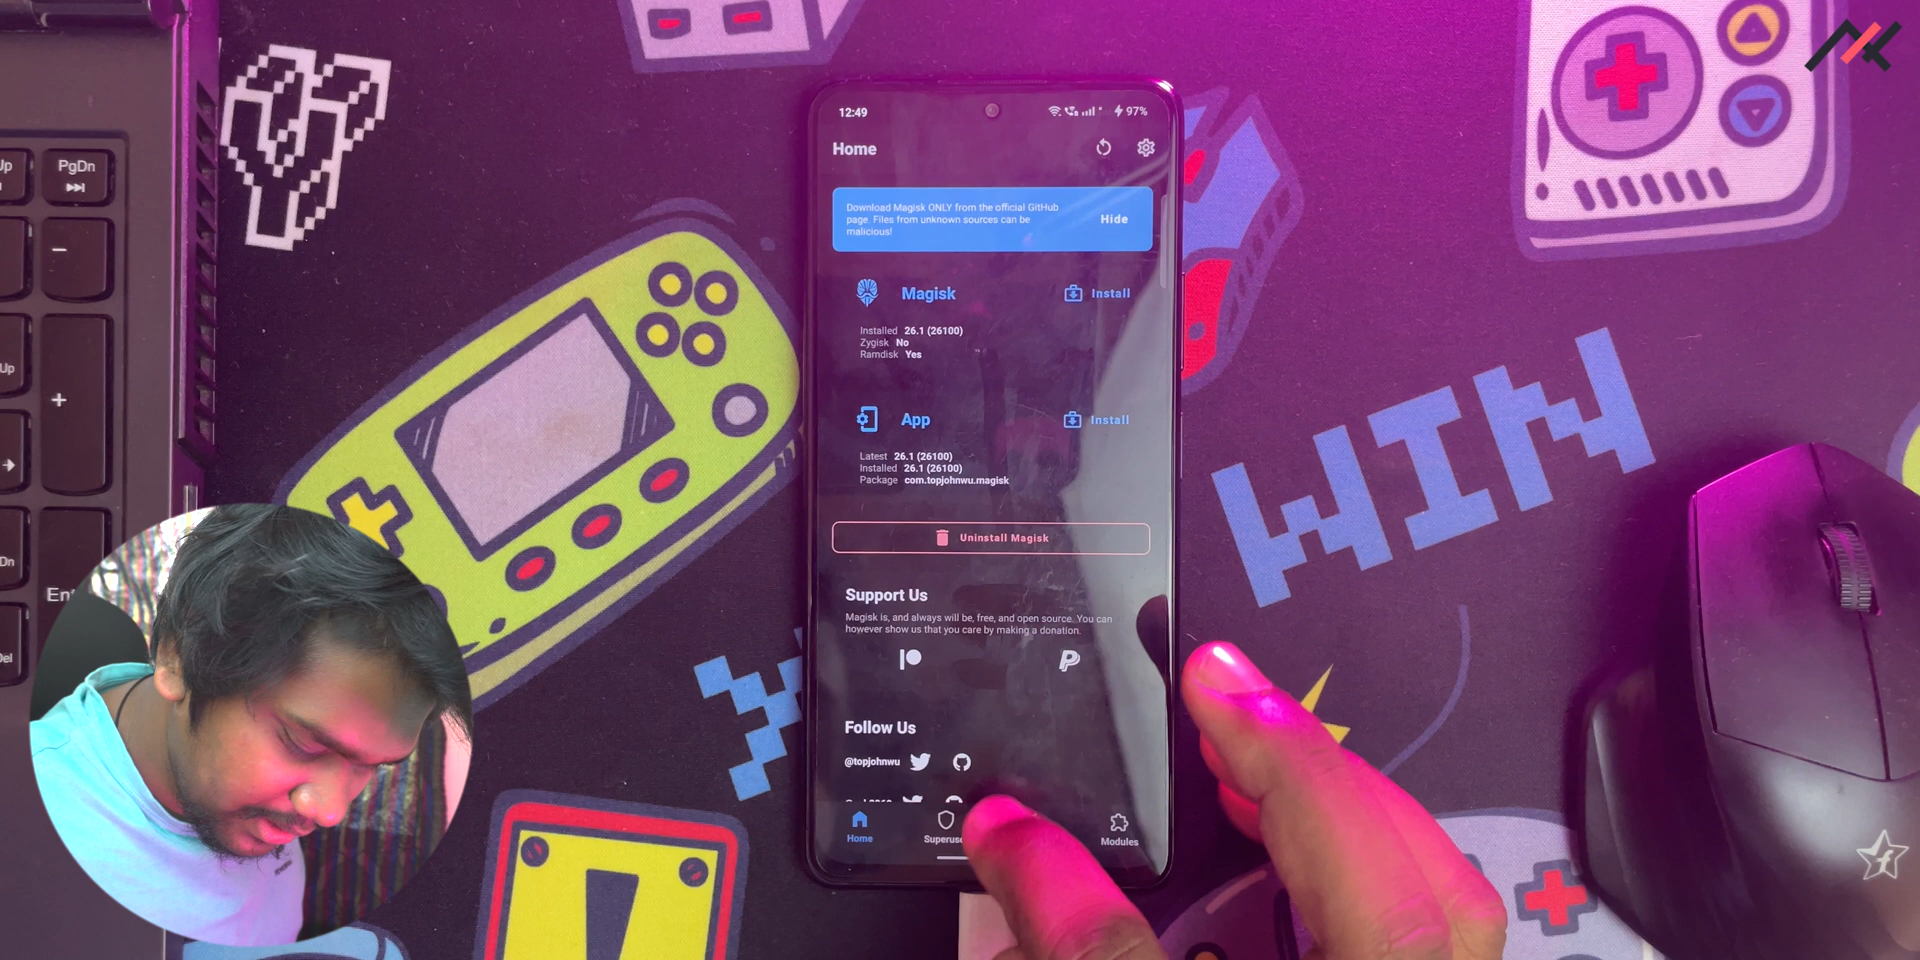 12:49
97%
Home
Download Magisk ONLY from the official GitHub
page. Files from unknown sources can be
malicious!
Hide
Magisk
Install
Installed 26.1 (26100)
Zygisk No
Ramdisk Yes
App
Install
Latest 26.1 (26100)
Installed 26.1 (26100)
Package com.topjohnwu.magisk
Uninstall Magisk
Support Us
Magisk is, and always will be, free, and open source. You can
however show us that you care by making a donation.
Follow Us
@topjohnwu
Home
Modules
PgDn
WIN